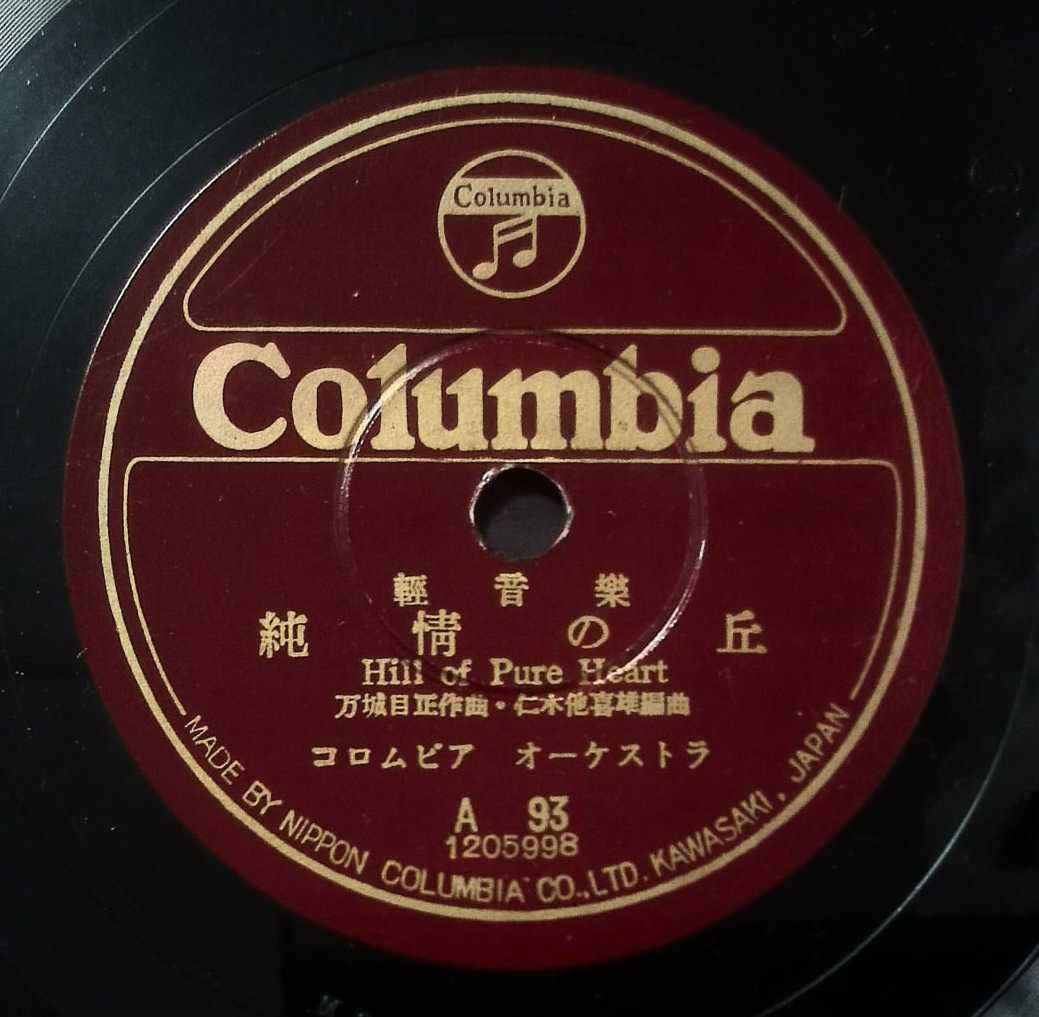 Columbia
Columbia
輕音樂
純情の丘
Hill of Pure Heart
万城目正作曲・仁木他喜雄編曲
コロムビア オーケストラ
A 93
1205998
MADE BY NIPPON COLUMBIA CO.,LTD. KAWASAKI, JAPAN